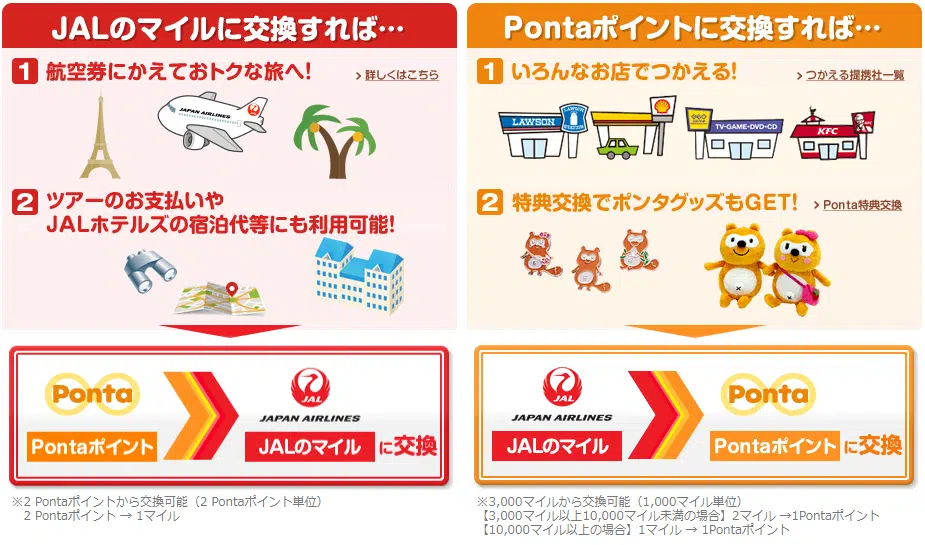 JALのマイルに交換すれば…
1 航空券にかえておトクな旅へ!
詳しくはこちら
JAPAN AIRLINES
2 ツアーのお支払いや
JALホテルズの宿泊代等にも利用可能!
Ponta
JAL
JAPAN AIRLINES
Pontaポイント
JALのマイル に交換
※2 Pontaポイントから交換可能（2 Pontaポイント単位）
2 Pontaポイント → 1マイル
Pontaポイントに交換すれば…
1 いろんなお店でつかえる!
つかえる提携社一覧
LAWSON
LAWSON
STATION
TV-GAME-DVD-CD
KFC
2 特典交換でポンタグッズもGET!
Ponta特典交換
JAL
JAPAN AIRLINES
Ponta
JALのマイル
Pontaポイント に交換
※3,000マイルから交換可能（1,000マイル単位）
【3,000マイル以上10,000マイル未満の場合】2マイル →1Pontaポイント
【10,000マイル以上の場合】1マイル → 1Pontaポイント